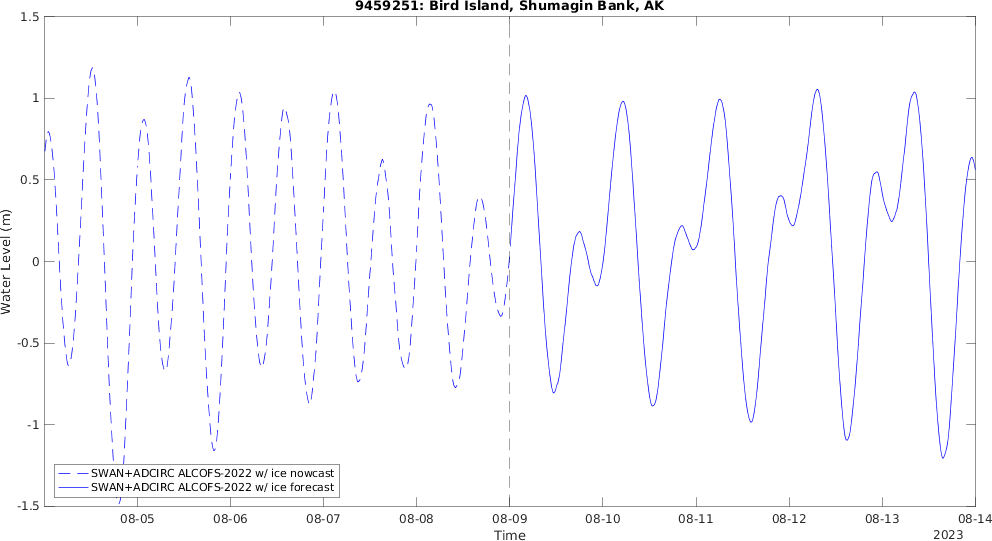 9459251: Bird Island, Shumagin Bank, AK
1.5
1
0.5
0
-0.5
-1
-1.5
Water Level (m)
SWAN+ADCIRC ALCOFS-2022 w/ ice nowcast
SWAN+ADCIRC ALCOFS-2022 w/ ice forecast
08-05 08-06 08-07 08-08 08-09 08-10 08-11 08-12 08-13 08-14
Time
2023